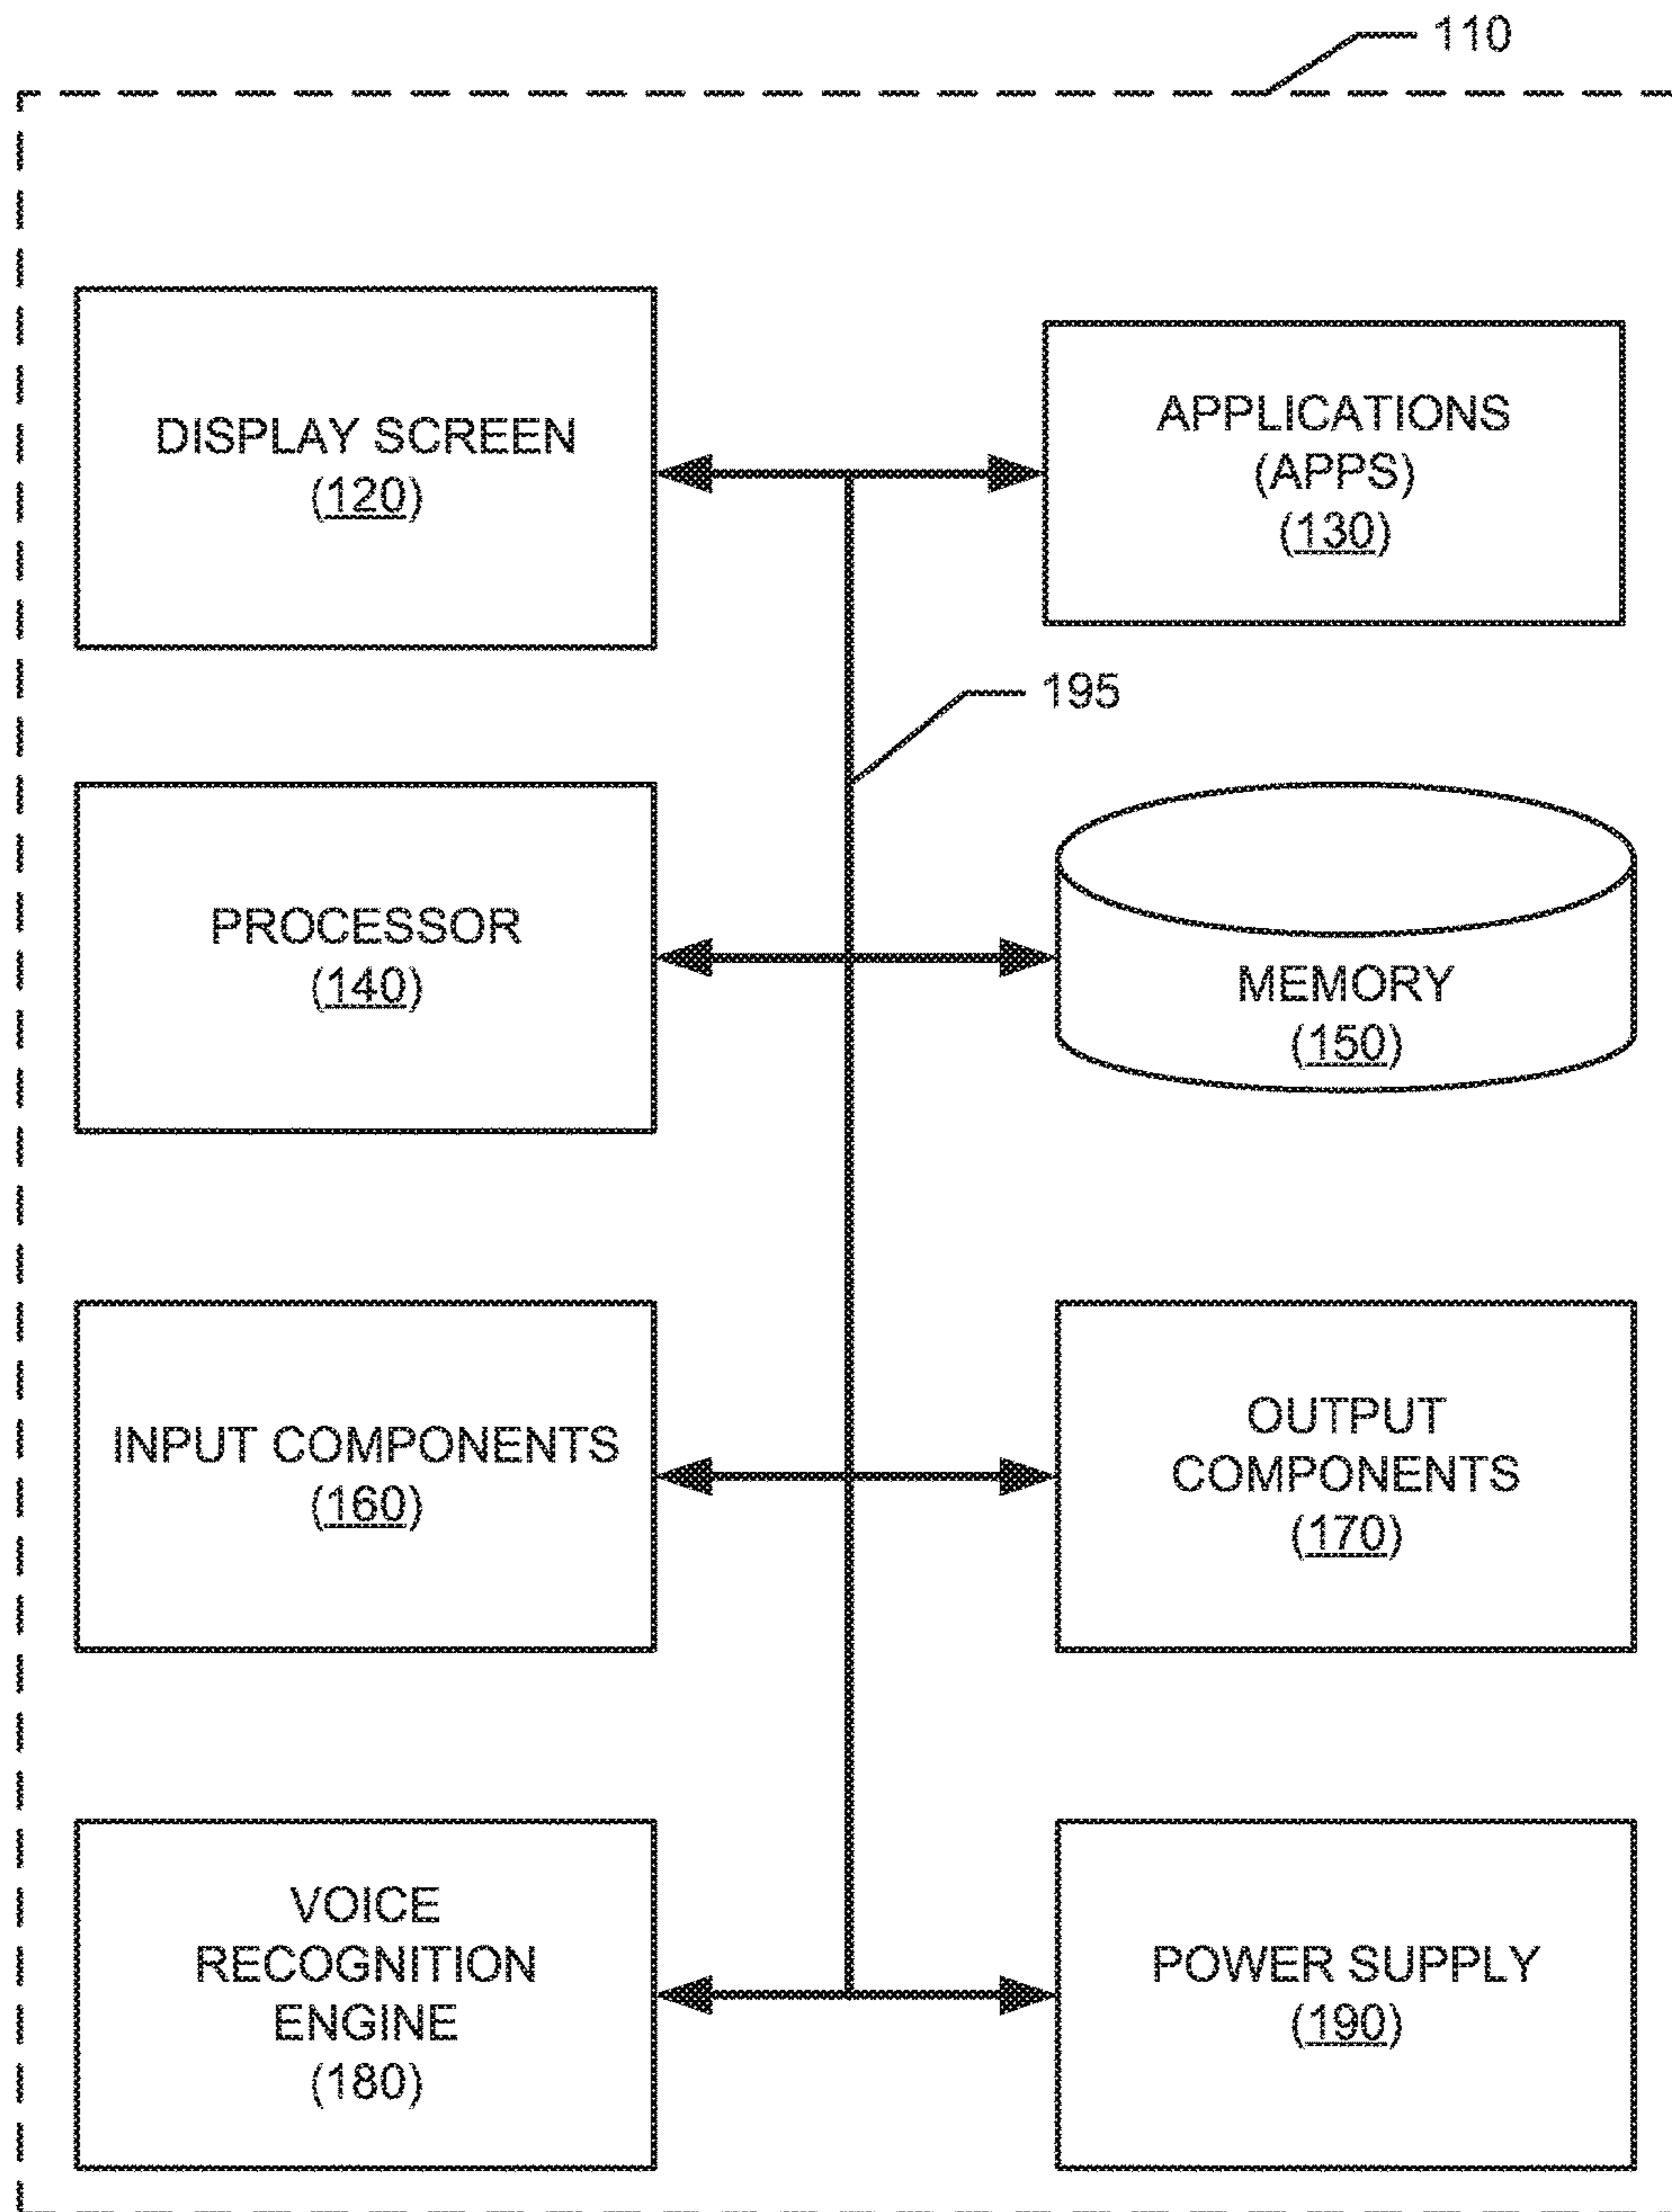 110
DISPLAY SCREEN
(120)
APPLICATIONS
(APPS)
(130)
195
PROCESSOR
(140)
MEMORY
(150)
INPUT COMPONENTS
(160)
OUTPUT
COMPONENTS
(170)
VOICE
RECOGNITION
ENGINE
(180)
POWER SUPPLY
(190)